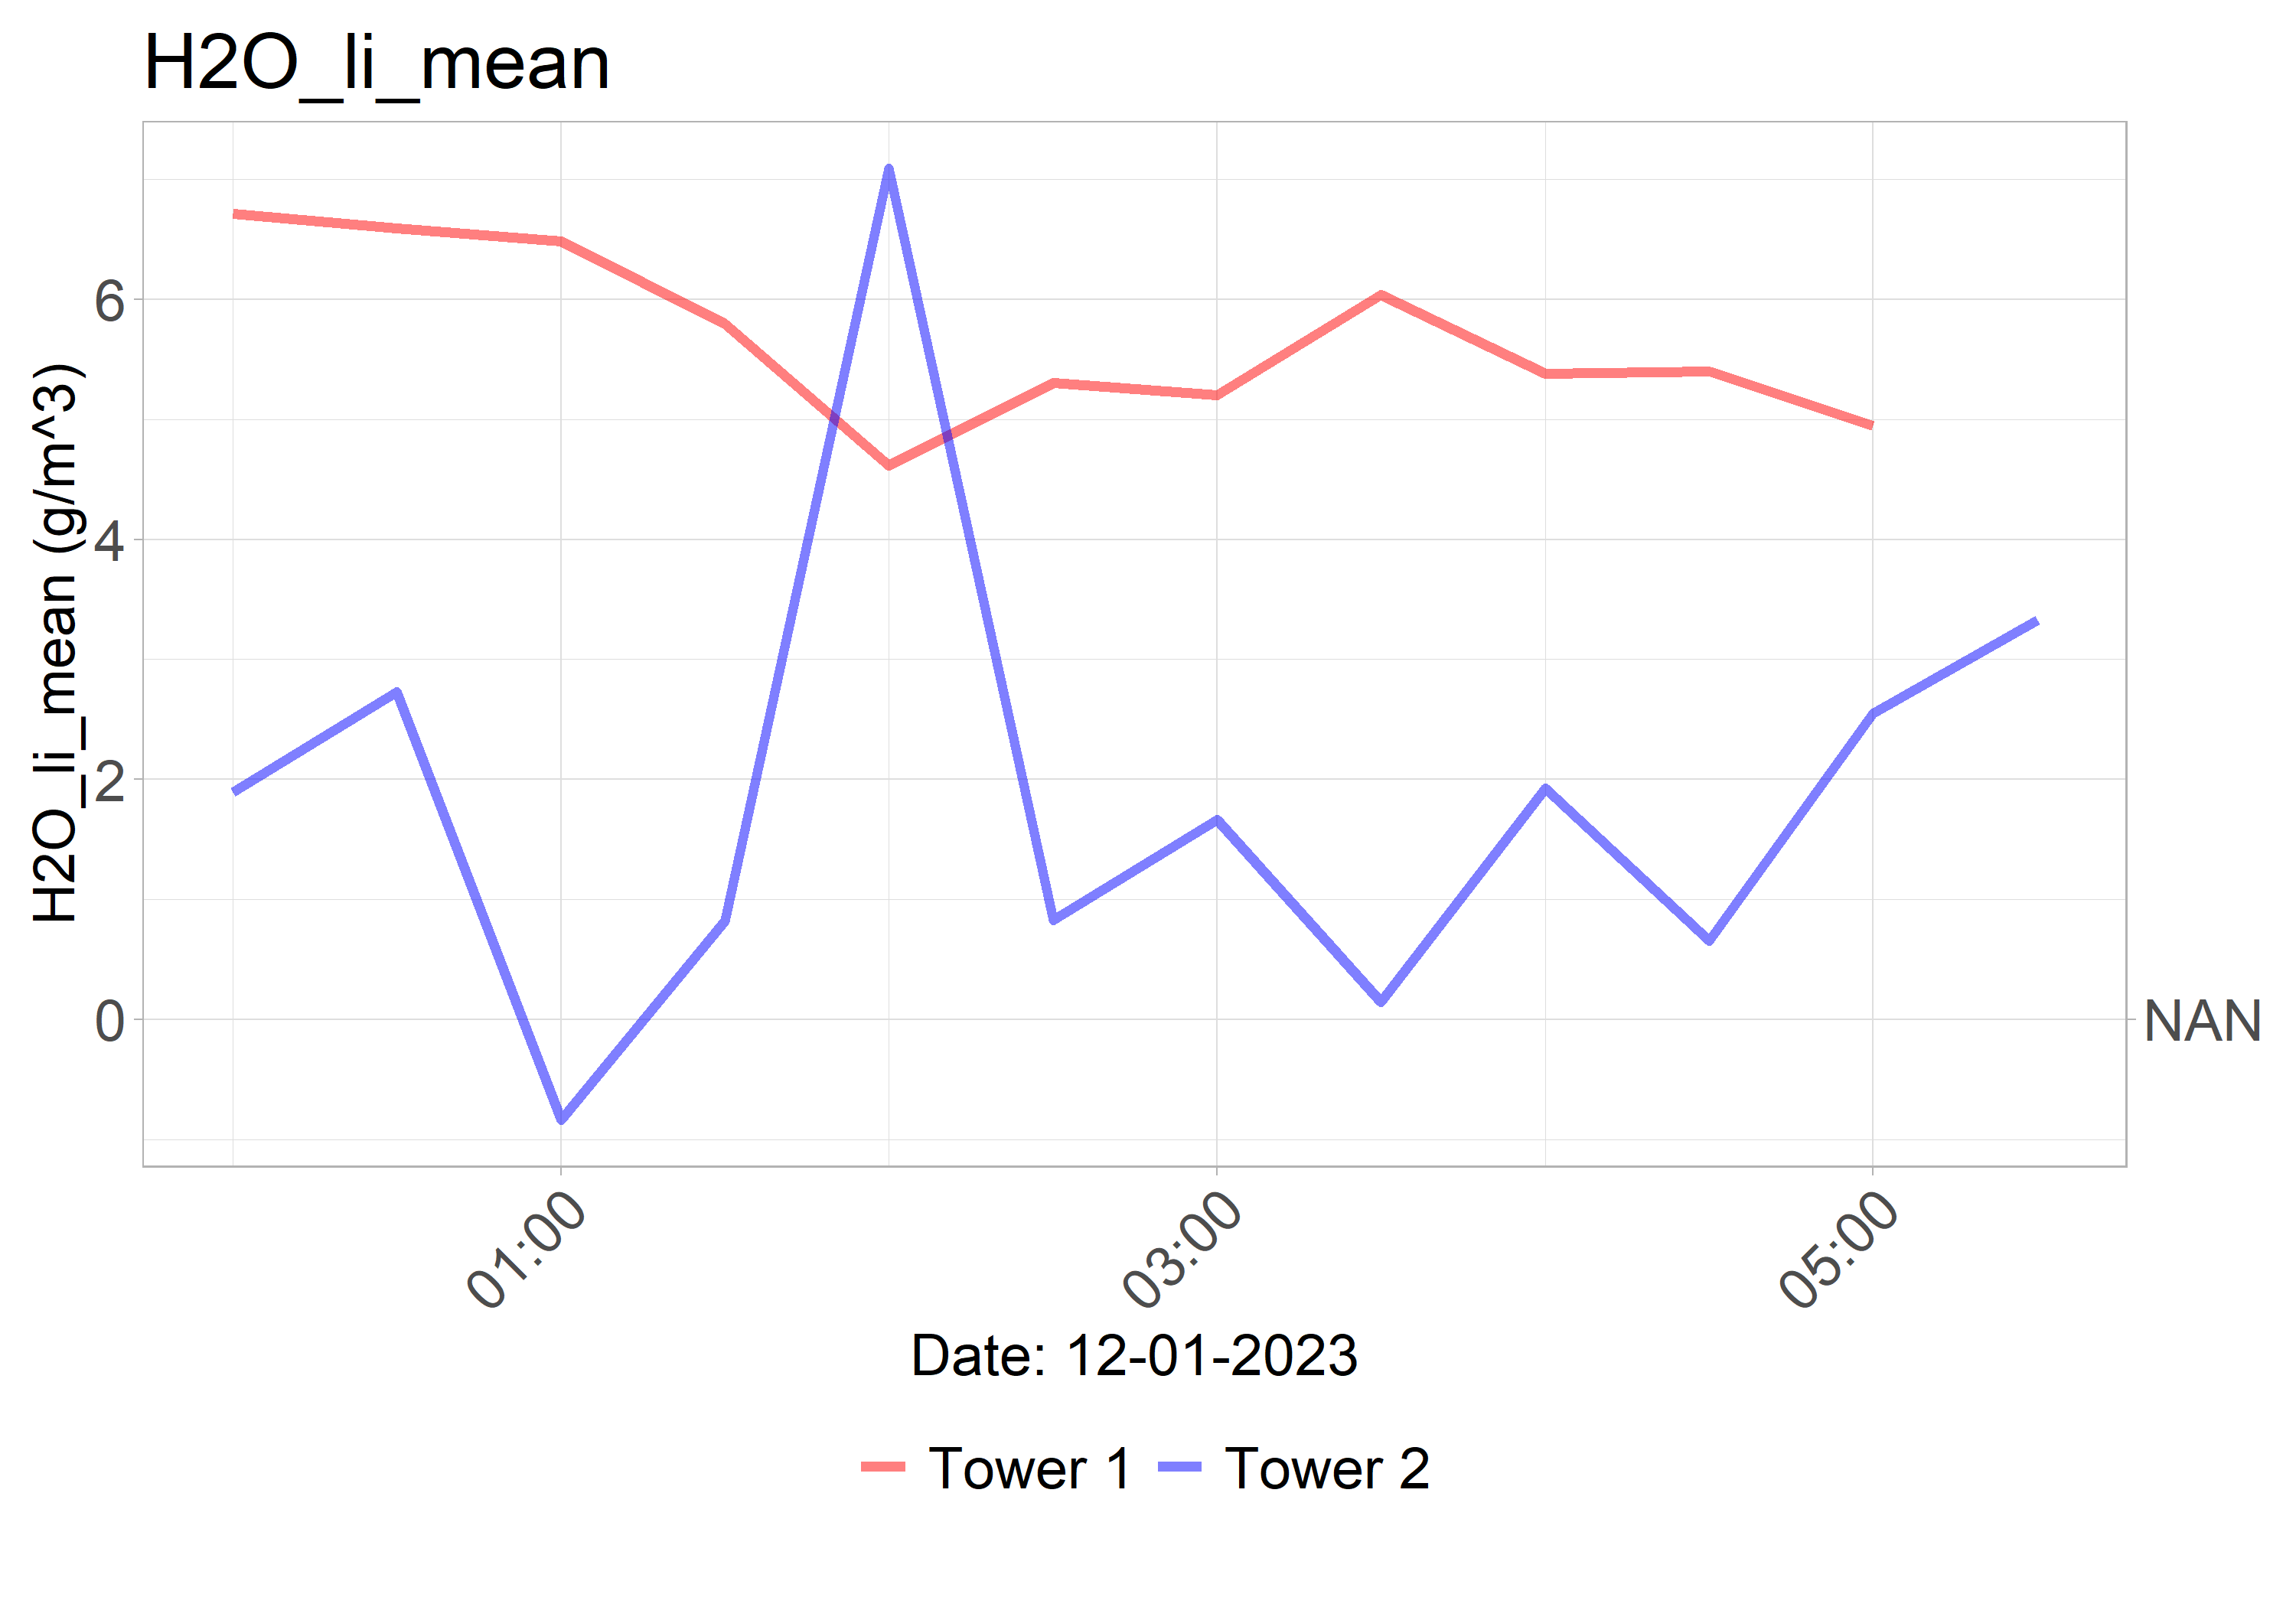 H2O_li_mean
H2O_li_mean (g/m^3)
6
4
2
0
NAN
01:00
03:00
05:00
Date: 12-01-2023
Tower 1
Tower 2